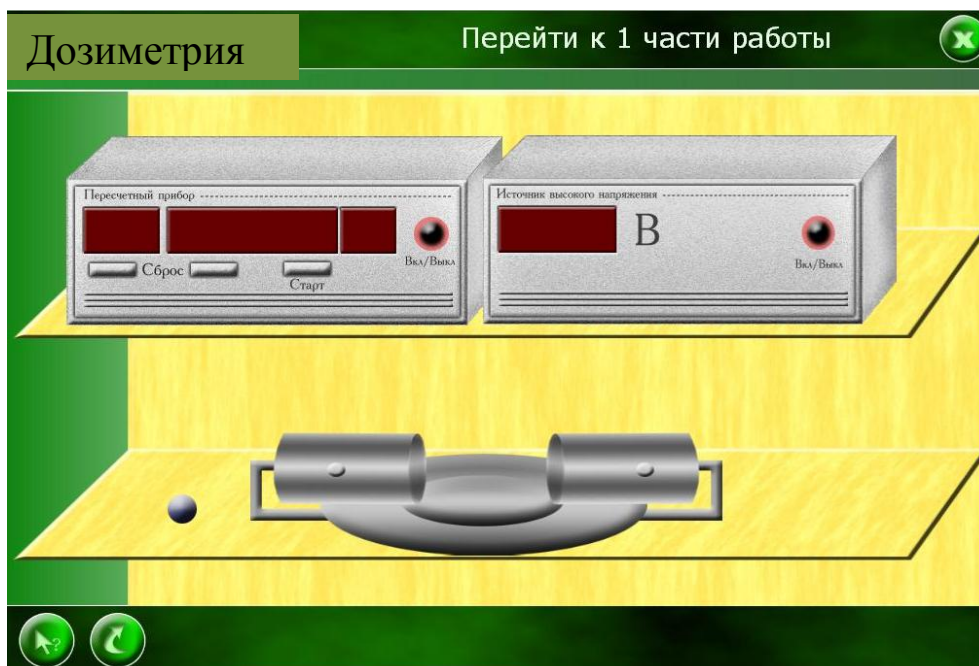 Дозиметрия
Перейти к 1 части работы
x
Пересчетный прибор
Сброс
Старт
Вкл/Выкл
Источник высокого напряжения
В
Вкл/Выкл
?